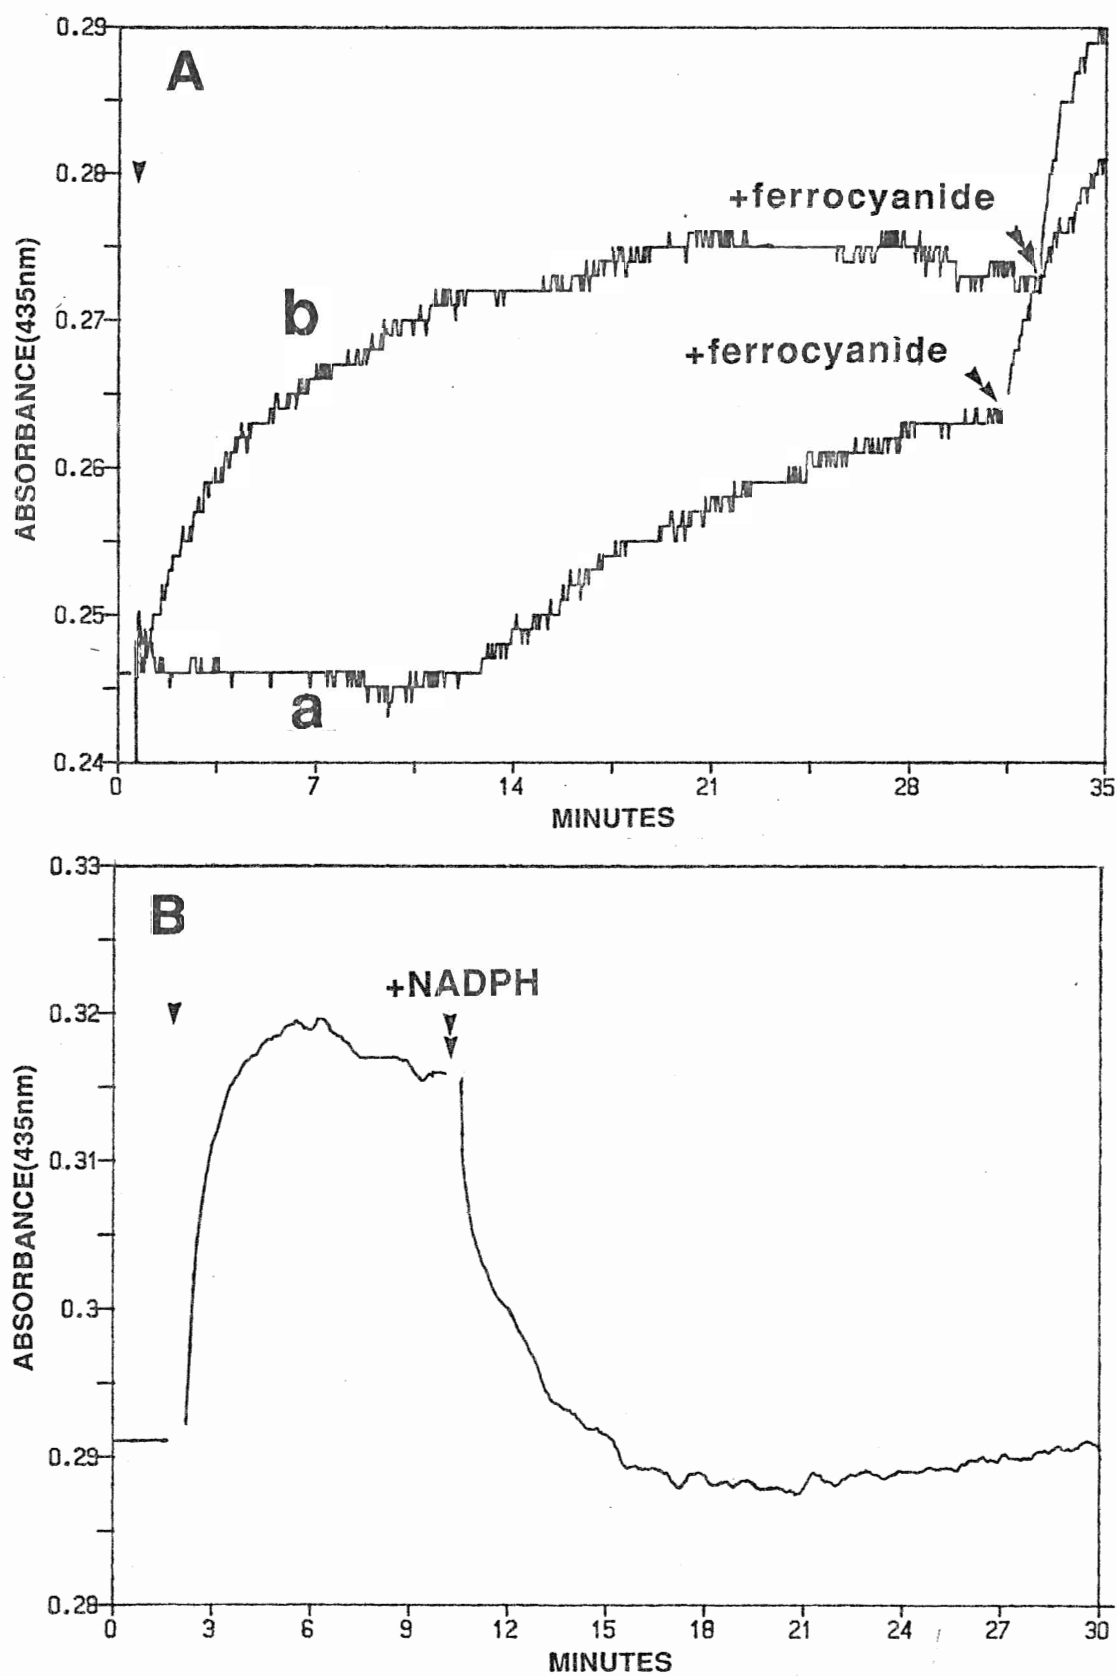 A
0.29
0.28
+ferrocyanide
b
0.27
+ferrocyanide
0.26
0.25
a
0.24
ABSORBANCE(435nm)
0 7 14 21 28 35
MINUTES
0.33
B
+NADPH
0.32
0.31
0.3
0.29
0.28
ABSORBANCE(435nm)
0 3 6 9 12 15 18 21 24 27 30
MINUTES